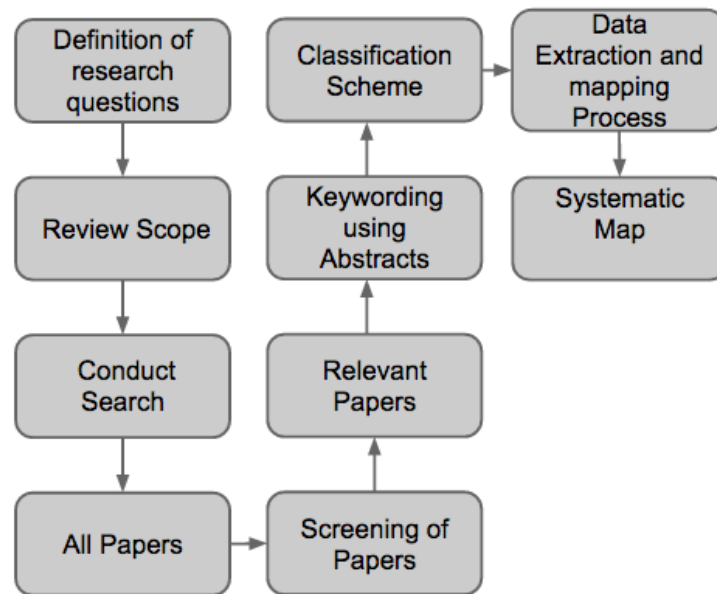 Definition of
research
questions
Review Scope
Conduct
Search
All Papers
Screening of
Papers
Relevant
Papers
Keywording
using
Abstracts
Classification
Scheme
Data
Extraction and
mapping
Process
Systematic
Map